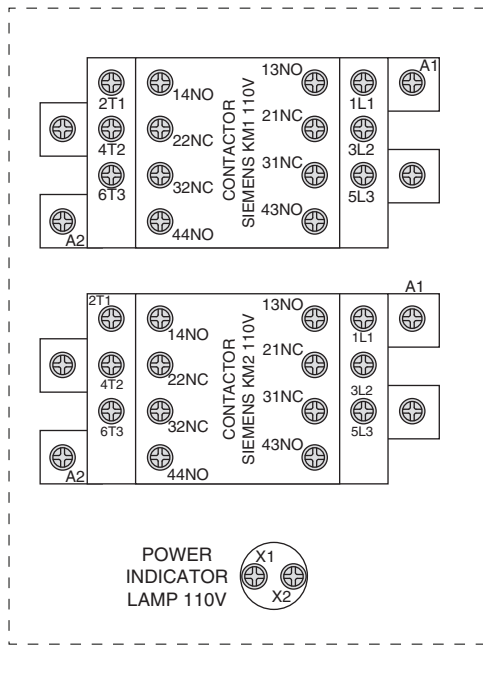 13NO
A1
2T1
14NO
1L1
21NC
4T2
22NC
3L2
31NC
6T3
32NC
5L3
43NO
A2
44NO
CONTACTOR
SIEMENS KM1 110V
A1
2T1
13NO
14NO
1L1
21NC
4T2
22NC
3L2
31NC
6T3
32NC
5L3
43NO
A2
44NO
CONTACTOR
SIEMENS KM2 110V
POWER
INDICATOR
LAMP 110V
X1
X2